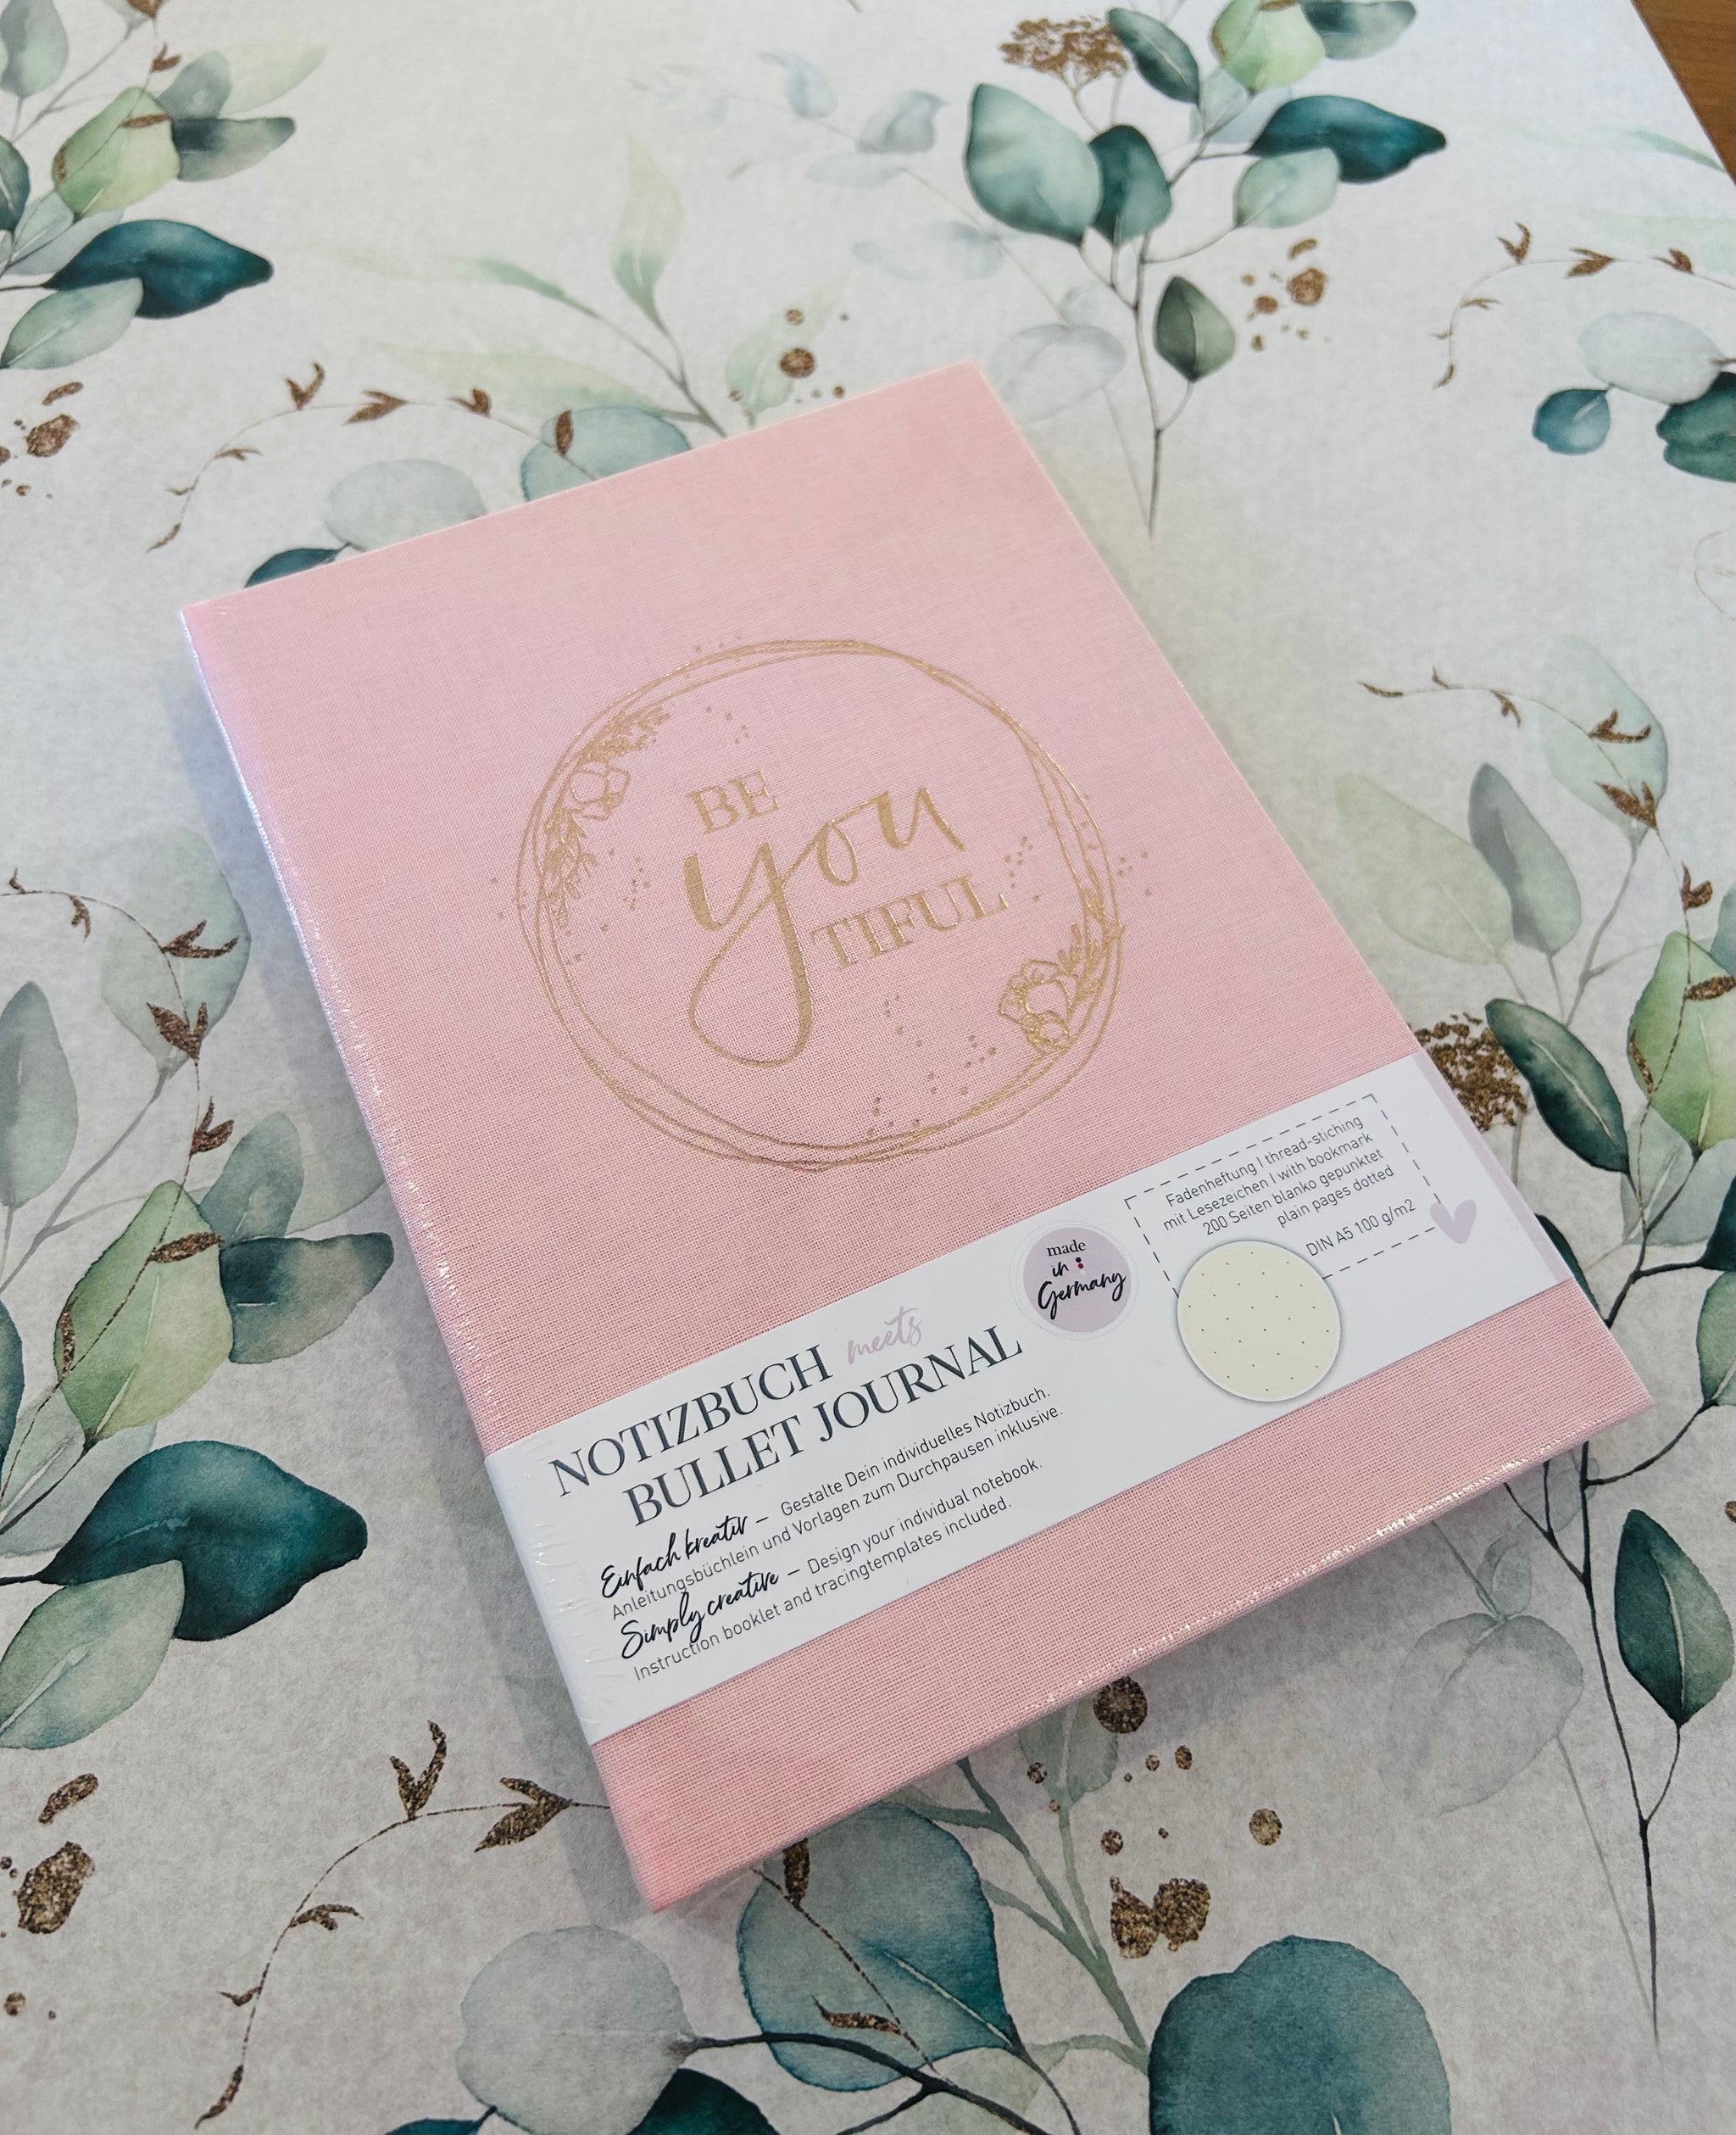 BE
you
TIFUL
Fadenheftung | thread-stiching
mit Lesezeichen | with bookmark
200 Seiten blanko gepunktet
plain pages dotted
DIN A5 100 g/m2
made
in
Germany
NOTIZBUCH meets
BULLET JOURNAL
Einfach kreativ – Gestalte Dein individuelles Notizbuch.
Anleitungsbüchlein und Vorlagen zum Durchpausen inklusive.
Simply creative – Design your individual notebook.
Instruction booklet and tracingtemplates included.